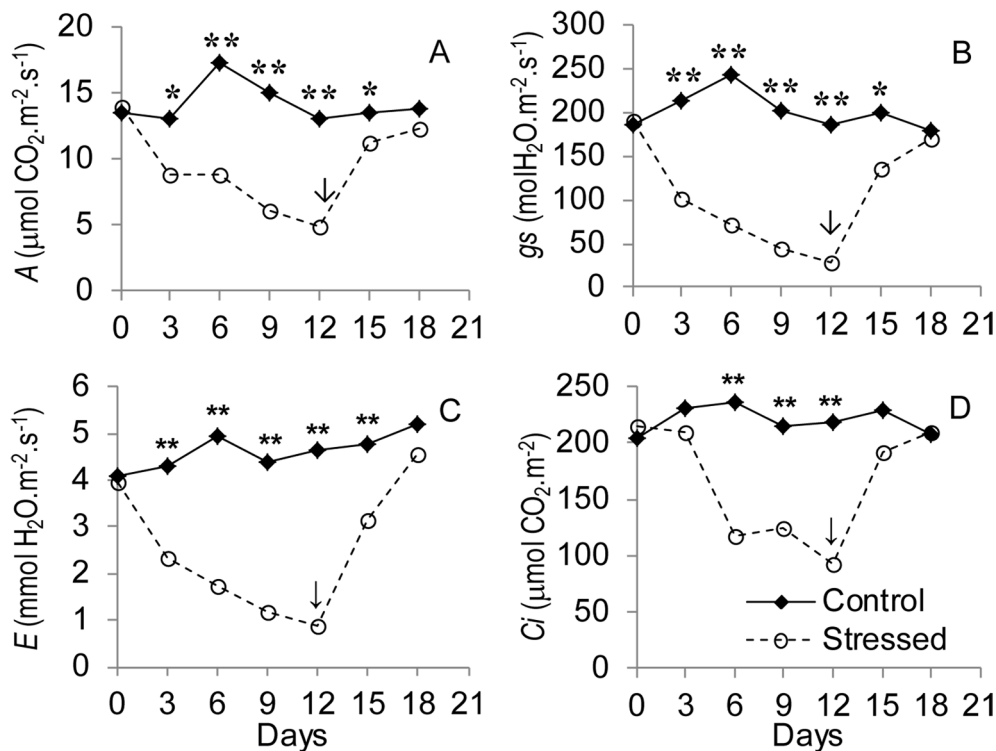 A
A (μmol CO₂.m⁻².s⁻¹)
20
15
10
5
0
* ** ** ** *
0 3 6 9 12 15 18 21
B
gs (molH₂O.m⁻².s⁻¹)
300
250
200
150
100
50
0
** ** ** ** *
0 3 6 9 12 15 18 21
C
E (mmol H₂O.m⁻².s⁻¹)
6
5
4
3
2
1
0
** ** ** ** **
0 3 6 9 12 15 18 21
Days
D
Ci (μmol CO₂.m⁻²)
250
200
150
100
50
0
** ** **
Control
Stressed
0 3 6 9 12 15 18 21
Days